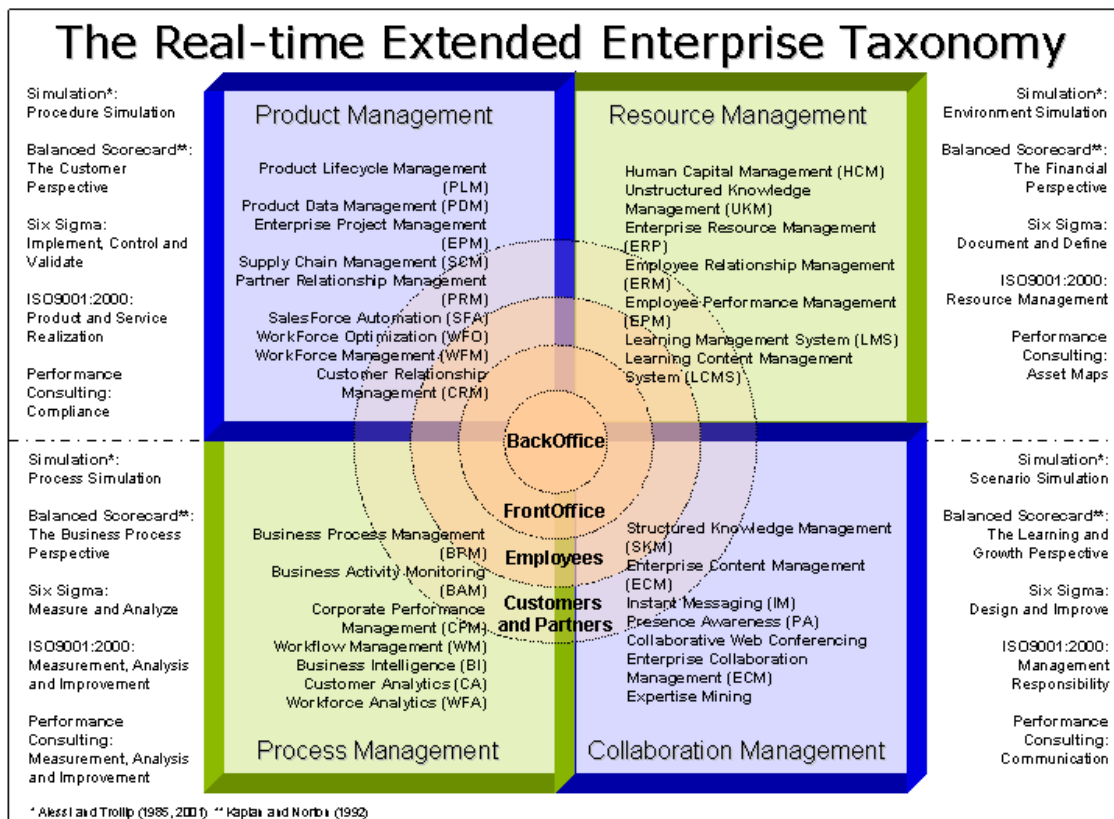 The Real-time Extended Enterprise Taxonomy
Simulation*:
Procedure Simulation
Balanced Scorecard**:
The Customer
Perspective
Six Sigma:
Implement, Control and
Validate
ISO9001:2000:
Product and Service
Realization
Performance
Consulting:
Compliance
Product Management
Product Lifecycle Management
(PLM)
Product Data Management (PDM)
Enterprise Project Management
(EPM)
Supply Chain Management (SCM)
Partner Relationship Management
(PRM)
SalesForce Automation (SFA)
WorkForce Optimization (WFO)
WorkForce Management (WFM)
Customer Relationship
Management (CRM)
Resource Management
Human Capital Management (HCM)
Unstructured Knowledge
Management (UKM)
Enterprise Resource Management
(ERP)
Employee Relationship Management
(ERM)
Employee Performance Management
(EPM)
Learning Management System (LMS)
Learning Content Management
System (LCMS)
Simulation*:
Environment Simulation
Balanced Scorecard**:
The Financial
Perspective
Six Sigma:
Document and Define
ISO9001:2000:
Resource Management
Performance
Consulting:
Asset Maps
BackOffice
FrontOffice
Employees
Customers
and Partners
Simulation*:
Process Simulation
Balanced Scorecard**:
The Business Process
Perspective
Six Sigma:
Measure and Analyze
ISO9001:2000:
Measurement, Analysis
and Improvement
Performance
Consulting:
Measurement, Analysis
and Improvement
Business Process Management
(BPM)
Business Activity Monitoring
(BAM)
Corporate Performance
Management (CPM)
Workflow Management (WM)
Business Intelligence (BI)
Customer Analytics (CA)
Workforce Analytics (WFA)
Process Management
Structured Knowledge Management
(SKM)
Enterprise Content Management
(ECM)
Instant Messaging (IM)
Presence Awareness (PA)
Collaborative Web Conferencing
Enterprise Collaboration
Management (ECM)
Expertise Mining
Collaboration Management
Simulation*:
Scenario Simulation
Balanced Scorecard**:
The Learning and
Growth Perspective
Six Sigma:
Design and Improve
ISO9001:2000:
Management
Responsibility
Performance
Consulting:
Communication
* Alessi and Trollip (1985, 2001) ** Kaplan and Norton (1992)